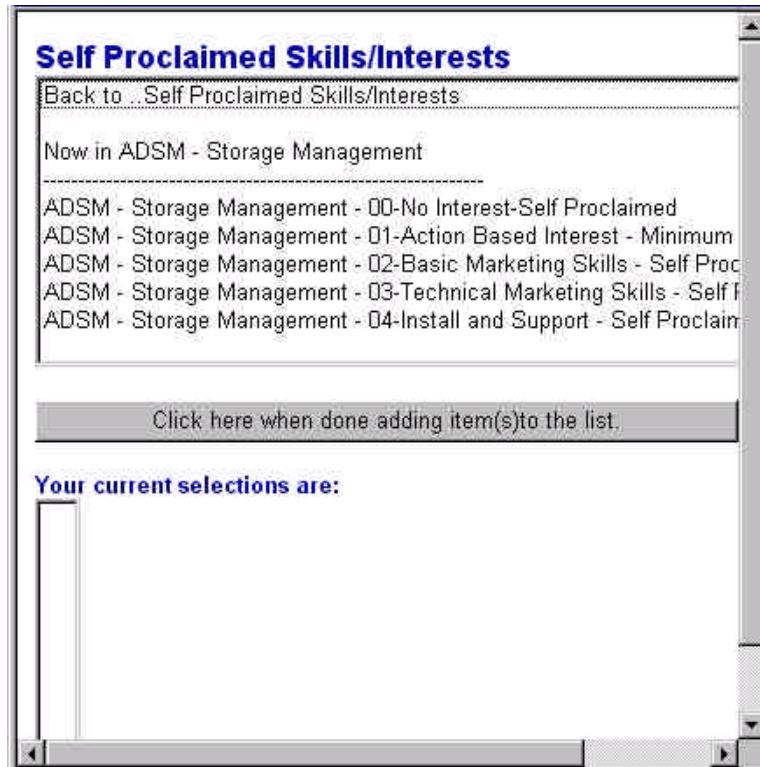 Self Proclaimed Skills/Interests
Back to ..Self Proclaimed Skills/Interests
Now in ADSM - Storage Management
------------------------------------------------------
ADSM - Storage Management - 00-No Interest-Self Proclaimed
ADSM - Storage Management - 01-Action Based Interest - Minimum
ADSM - Storage Management - 02-Basic Marketing Skills - Self Proc
ADSM - Storage Management - 03-Technical Marketing Skills - Self
ADSM - Storage Management - 04-Install and Support - Self Proclaim
Click here when done adding item(s)to the list.
Your current selections are: